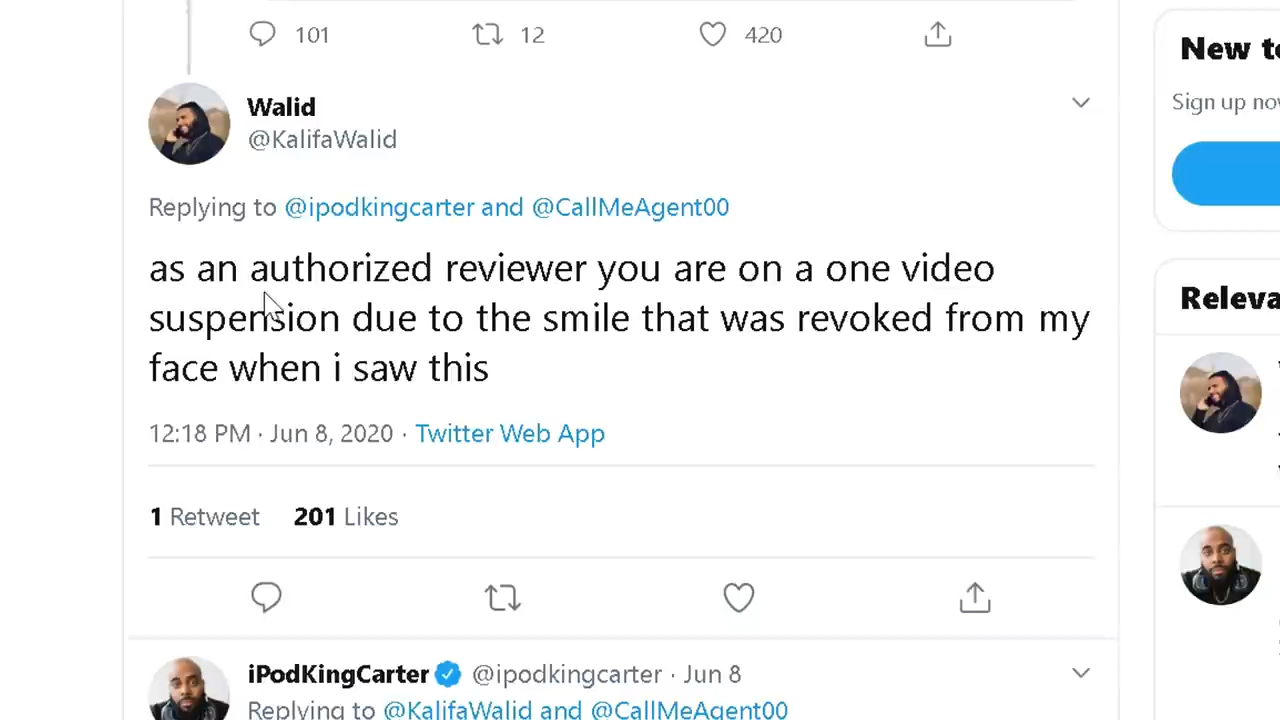 101 12 420
Walid
@KalifaWalid
Replying to @ipodkingcarter and @CallMeAgent00
as an authorized reviewer you are on a one video
suspension due to the smile that was revoked from my
face when i saw this
12:18 PM · Jun 8, 2020 · Twitter Web App
1 Retweet 201 Likes
iPodKingCarter @ipodkingcarter · Jun 8
Replying to @KalifaWalid and @CallMeAgent00
New to
Sign up nov
Releva